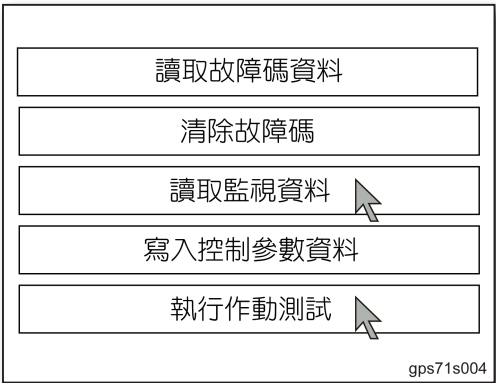 讀取故障碼資料
清除故障碼
讀取監視資料
寫入控制參數資料
執行作動測試
gps71s004